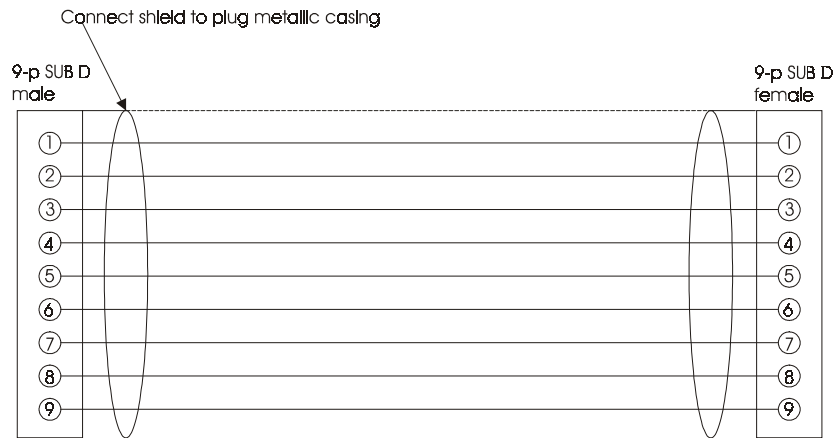 Connect shield to plug metallic casing
9-p SUB D
male
9-p SUB D
female
1 1
2 2
3 3
4 4
5 5
6 6
7 7
8 8
9 9